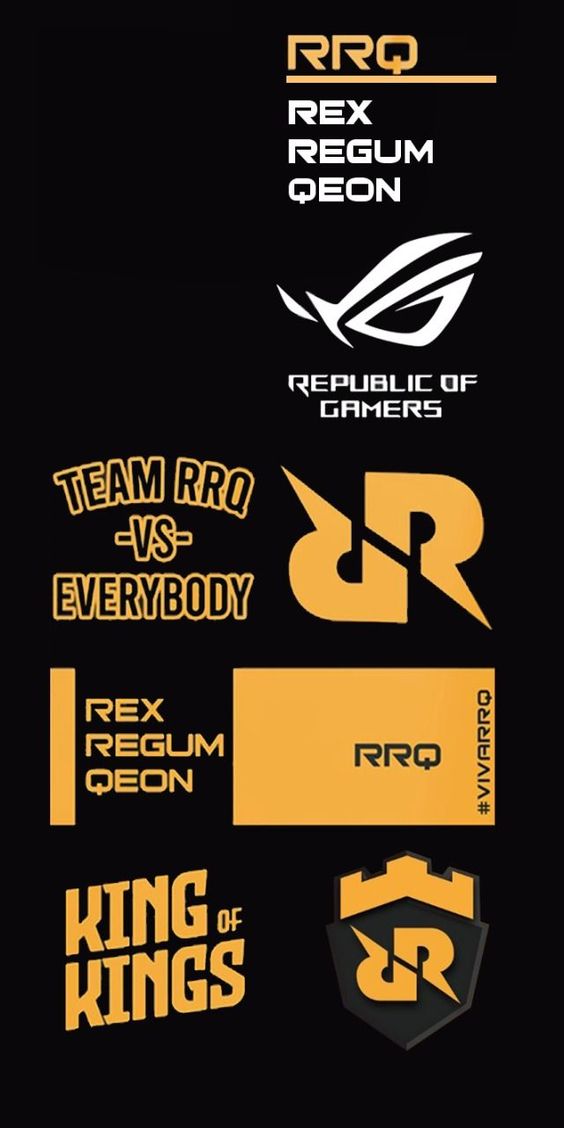 RRQ
REX
REGUM
QEON
REPUBLIC OF
GAMERS
TEAM RRQ
-VS-
EVERYBODY
R R
REX
REGUM
QEON
RRQ
#VIVARRQ
KING OF
KINGS
R R